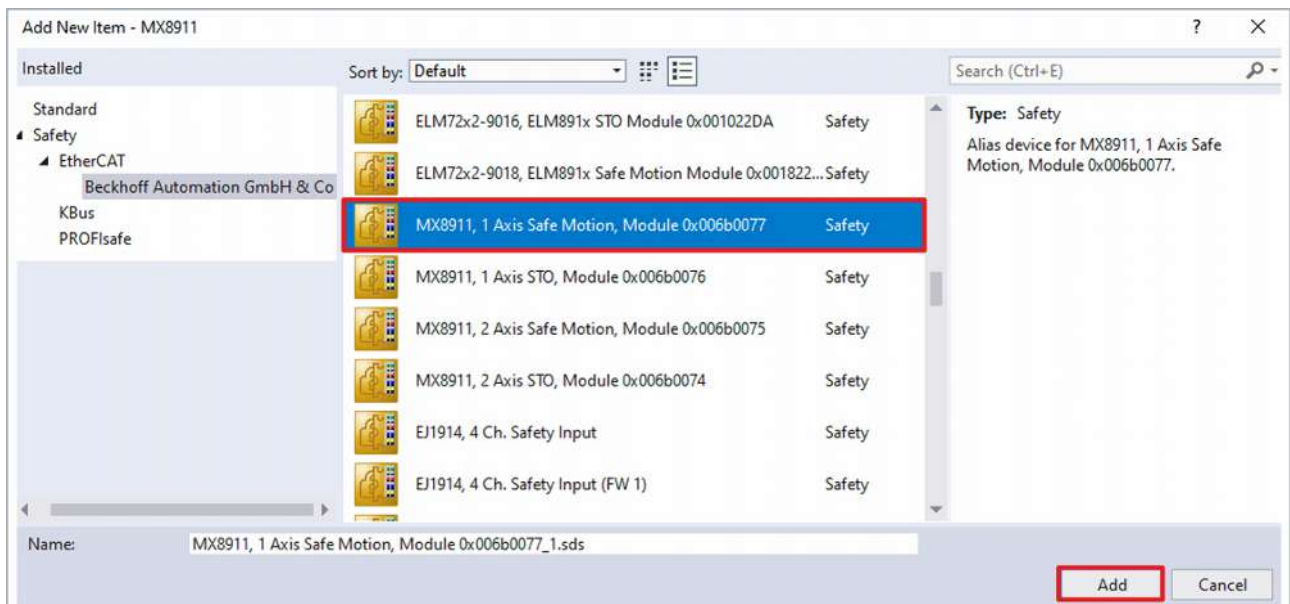 Add New Item - MX8911
? X
Installed
Sort by: Default
Search (Ctrl+E)
Standard
Safety
EtherCAT
Beckhoff Automation GmbH & Co
KBus
PROFIsafe
ELM72x2-9016, ELM891x STO Module 0x001022DA Safety
ELM72x2-9018, ELM891x Safe Motion Module 0x001822... Safety
MX8911, 1 Axis Safe Motion, Module 0x006b0077 Safety
MX8911, 1 Axis STO, Module 0x006b0076 Safety
MX8911, 2 Axis Safe Motion, Module 0x006b0075 Safety
MX8911, 2 Axis STO, Module 0x006b0074 Safety
EJ1914, 4 Ch. Safety Input Safety
EJ1914, 4 Ch. Safety Input (FW 1) Safety
Type: Safety
Alias device for MX8911, 1 Axis Safe
Motion, Module 0x006b0077.
Name: MX8911, 1 Axis Safe Motion, Module 0x006b0077_1.sds
Add Cancel